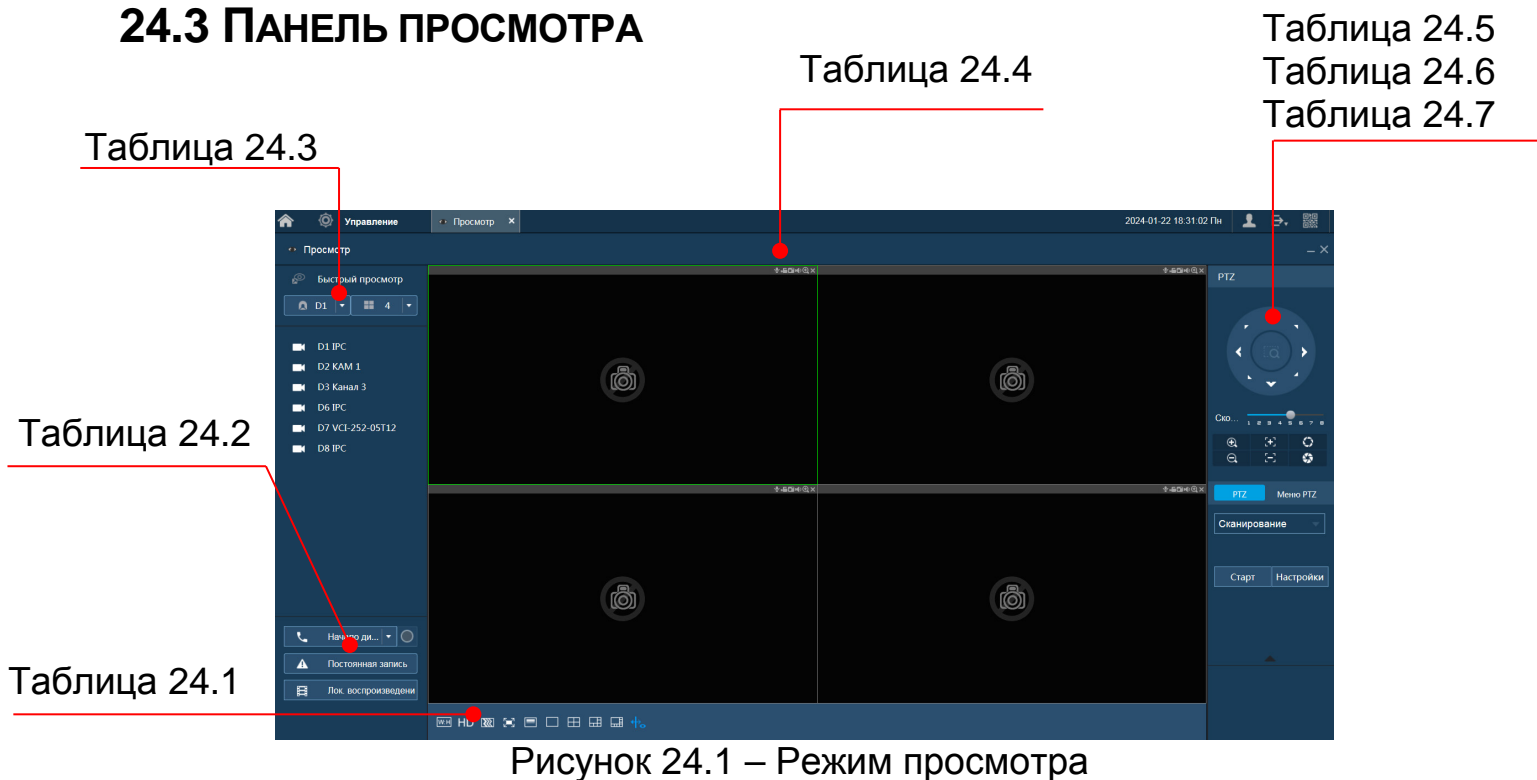 24.3 ПАНЕЛЬ ПРОСМОТРА
Таблица 24.5
Таблица 24.6
Таблица 24.7
Таблица 24.4
Таблица 24.3
Управление
Просмотр
2024-01-22 18:31:02 Пн
Просмотр
Быстрый просмотр
D1
4
PTZ
D1 IPC
D2 КАМ 1
D3 Канал 3
D6 IPC
D7 VCI-252-05T12
D8 IPC
Таблица 24.2
Ско...
1 2 3 4 5 6 7 8
PTZ
Меню PTZ
Сканирование
Старт
Настройки
Начало ди...
Постоянная запись
Лок. воспроизведени
Таблица 24.1
W:H HD
Рисунок 24.1 – Режим просмотра